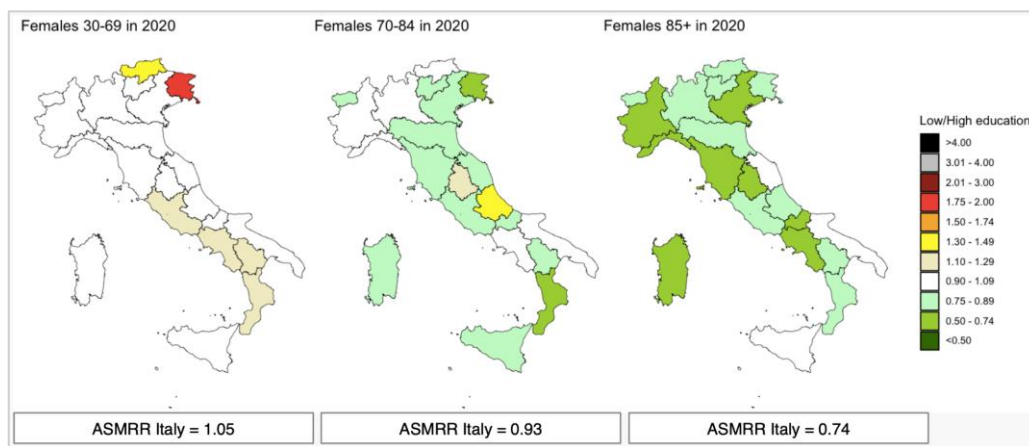 Females 30-69 in 2020
Females 70-84 in 2020
Females 85+ in 2020
Low/High education
>4.00
3.01 - 4.00
2.01 - 3.00
1.75 - 2.00
1.50 - 1.74
1.30 - 1.49
1.10 - 1.29
0.90 - 1.09
0.75 - 0.89
0.50 - 0.74
<0.50
ASMRR Italy = 1.05
ASMRR Italy = 0.93
ASMRR Italy = 0.74